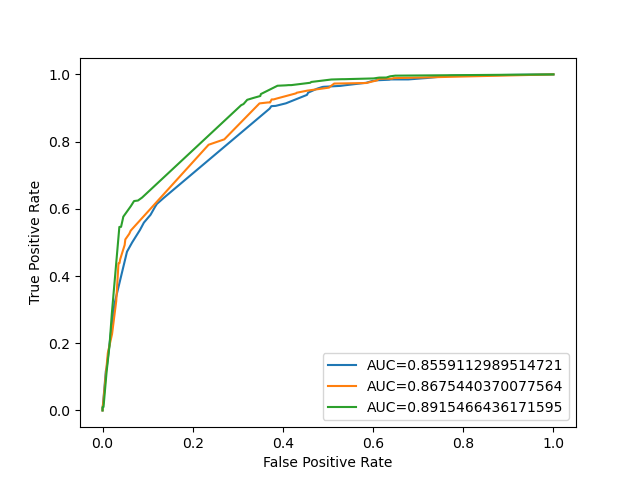 1.0
0.8
0.6
0.4
0.2
0.0
True Positive Rate
AUC=0.8559112989514721
AUC=0.8675440370077564
AUC=0.8915466436171595
0.0 0.2 0.4 0.6 0.8 1.0
False Positive Rate